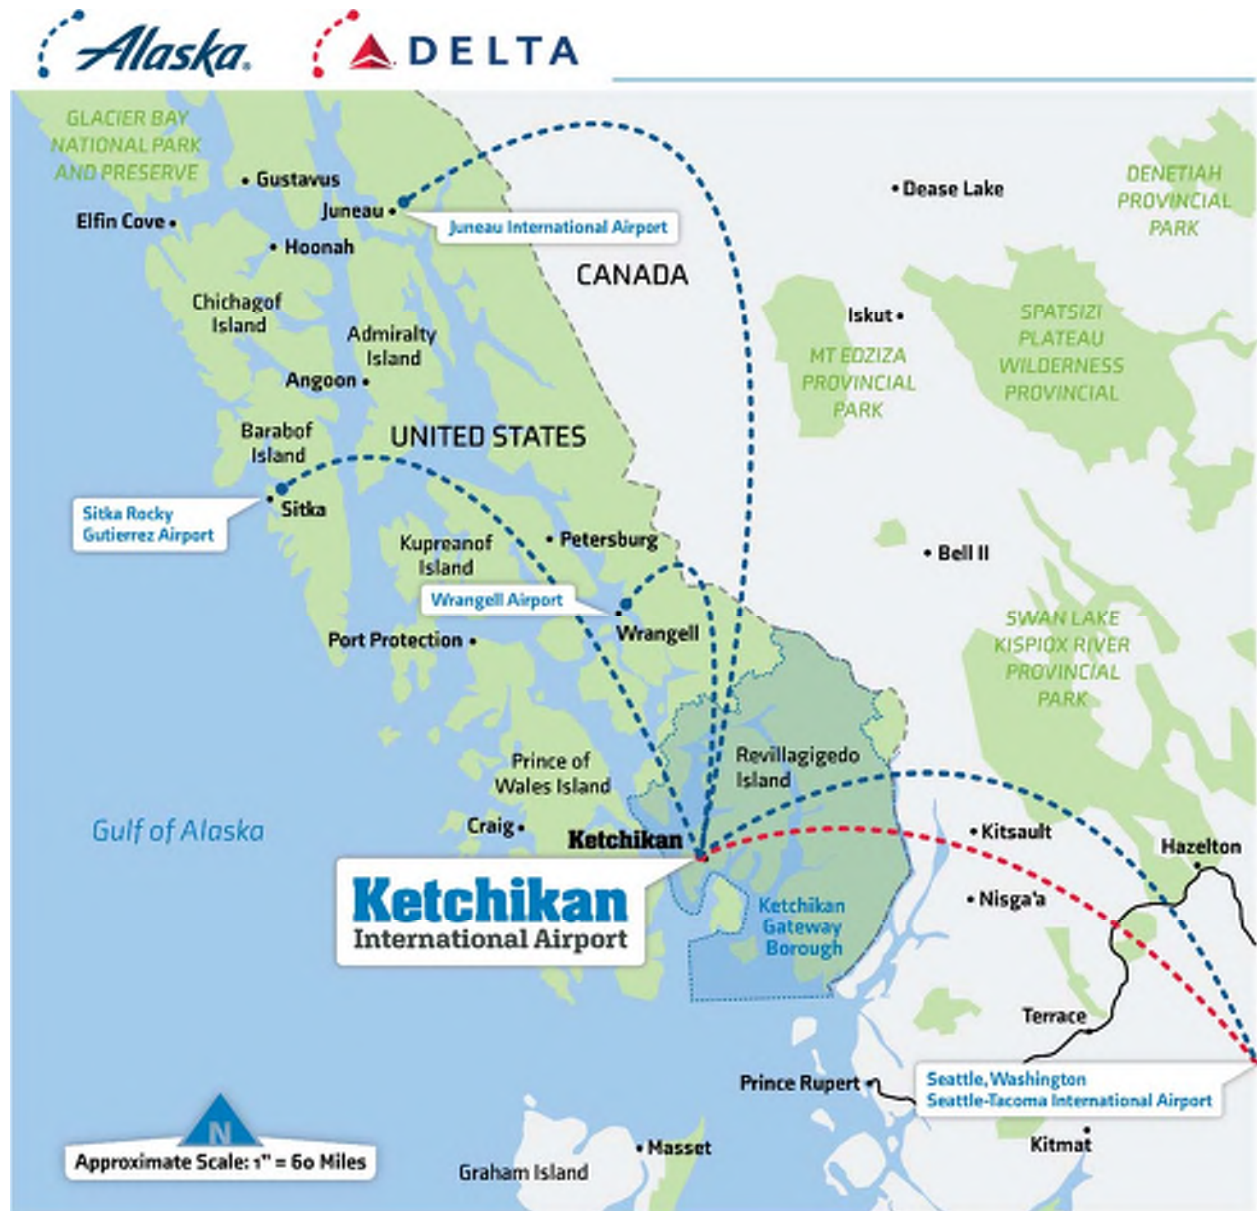 Alaska®
DELTA
GLACIER BAY
NATIONAL PARK
AND PRESERVE
Gustavus
Juneau
Elfin Cove
Juneau International Airport
Hoonah
Dease Lake
DENETIAH
PROVINCIAL
PARK
CANADA
Chichagof
Island
Admiralty
Island
Iskut
SPATSIZI
PLATEAU
WILDERNESS
PROVINCIAL
MT EDZIZA
PROVINCIAL
PARK
Angoon
Barabof
Island
UNITED STATES
Sitka
Sitka Rocky
Gutierrez Airport
Kupreanof
Island
Petersburg
Bell II
Wrangell Airport
Wrangell
Port Protection
SWAN LAKE
KISPIOX RIVER
PROVINCIAL
PARK
Prince of
Wales Island
Revillagigedo
Island
Gulf of Alaska
Craig
Ketchikan
Kitsault
Hazelton
Ketchikan
International Airport
Ketchikan
Gateway
Borough
Nisga'a
Terrace
Prince Rupert
Seattle, Washington
Seattle-Tacoma International Airport
Kitmat
N
Approximate Scale: 1" = 60 Miles
Masset
Graham Island